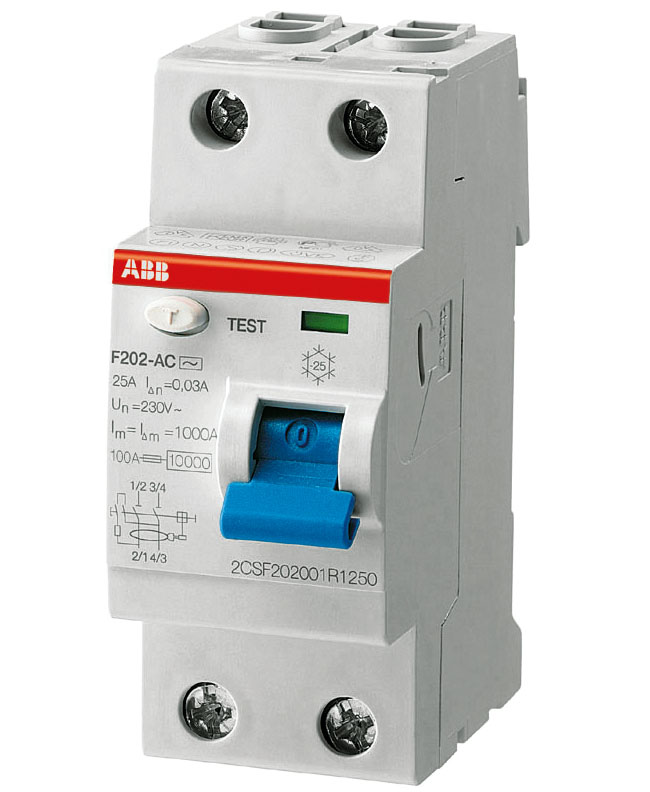 ABB
T
TEST
F202-AC
-25
25A IΔn=0,03A
Un=230V~
Im=IΔm=1000A
100A 10000
1/2 3/4
2/1 4/3
0
2CSF202001R1250